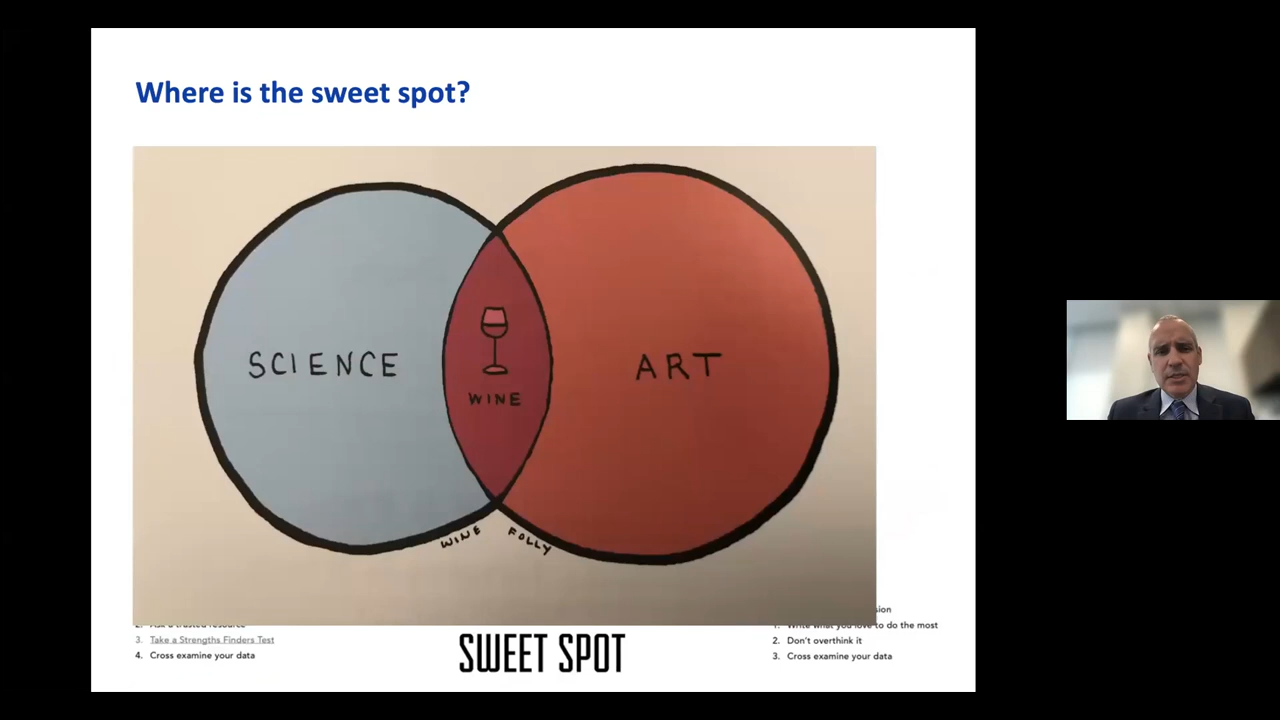 Where is the sweet spot?
SCIENCE
WINE
ART
WINE FOLLY
2. Ask a trusted resource
3. Take a Strengths Finders Test
4. Cross examine your data
SWEET SPOT
1. Write what you love to do the most
2. Don't overthink it
3. Cross examine your data